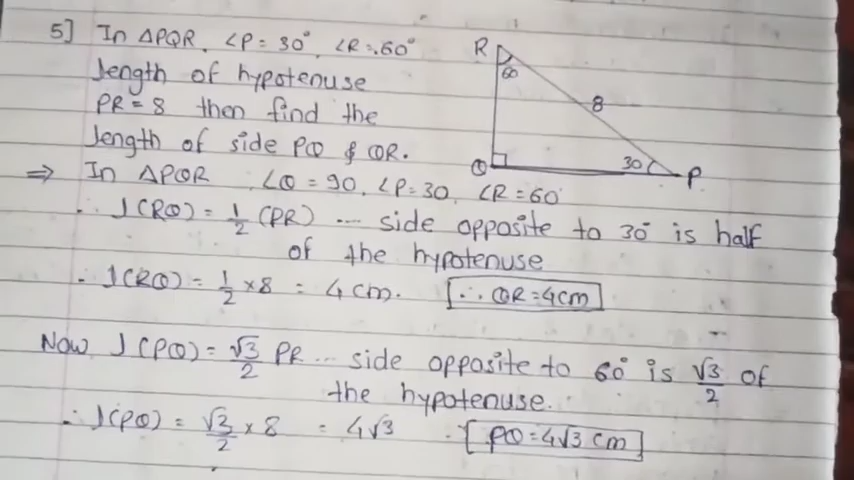 5] In ΔPQR, ∠P = 30° , ∠R = 60°
length of hypotenuse
PR = 8 then find the
length of side PQ & QR.
R
60
8
Q
30
P
⇒ In ΔPQR ∠Q = 90, ∠P = 30, ∠R = 60
∴ l(RQ) = 1/2 (PR) ... side opposite to 30° is half
of the hypotenuse
∴ l(RQ) = 1/2 × 8 = 4 cm. ∴ QR = 4cm
Now, l(PQ) = √3/2 PR ... side opposite to 60° is √3/2 of
the hypotenuse.
∴ l(PQ) = √3/2 × 8 = 4√3 ∴ PQ = 4√3 cm